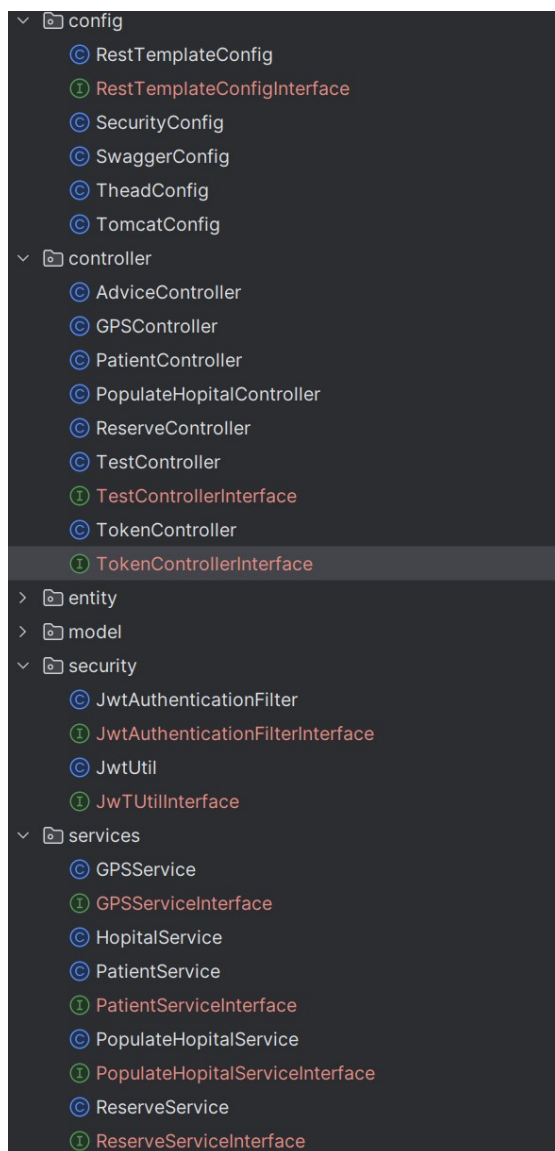 config
RestTemplateConfig
RestTemplateConfigInterface
SecurityConfig
SwaggerConfig
TheadConfig
TomcatConfig
controller
AdviceController
GPSController
PatientController
PopulateHopitalController
ReserveController
TestController
TestControllerInterface
TokenController
TokenControllerInterface
entity
model
security
JwtAuthenticationFilter
JwtAuthenticationFilterInterface
JwtUtil
JwTUtilInterface
services
GPSService
GPSServiceInterface
HopitalService
PatientService
PatientServiceInterface
PopulateHopitalService
PopulateHopitalServiceInterface
ReserveService
ReserveServiceInterface